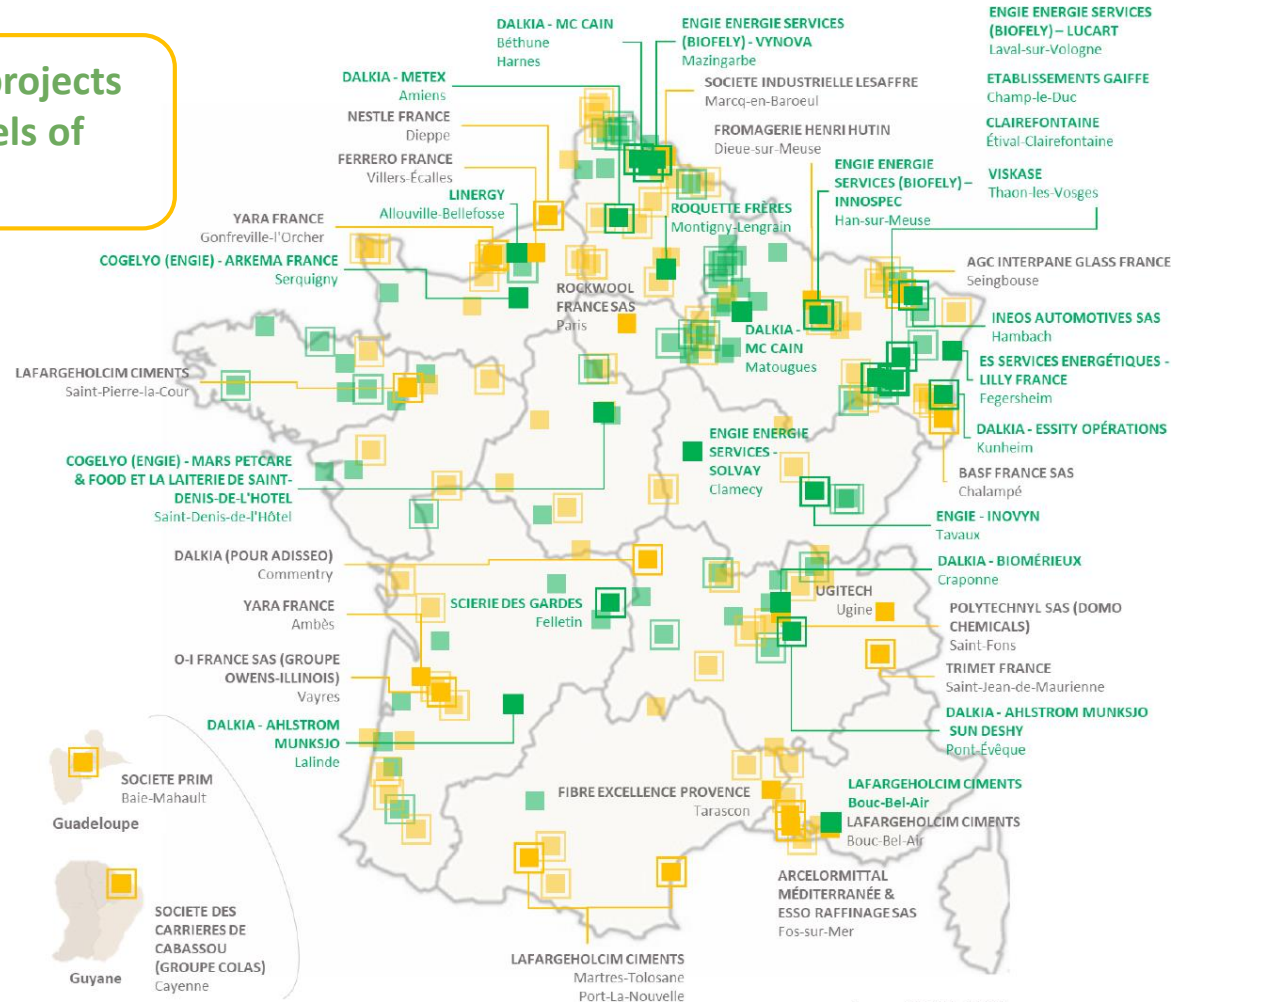 projects
els of
DALKIA - MC CAIN
Béthune
Harnes
ENGIE ENERGIE SERVICES
(BIOFELY) - VYNOVA
Mazingarbe
ENGIE ENERGIE SERVICES
(BIOFELY) – LUCART
Laval-sur-Vologne
DALKIA - METEX
Amiens
SOCIETE INDUSTRIELLE LESAFFRE
Marcq-en-Baroeul
ETABLISSEMENTS GAIFFE
Champ-le-Duc
NESTLE FRANCE
Dieppe
FROMAGERIE HENRI HUTIN
Dieue-sur-Meuse
CLAIREFONTAINE
Étival-Clairefontaine
FERRERO FRANCE
Villers-Écalles
ENGIE ENERGIE
SERVICES (BIOFELY) –
INNOSPEC
Han-sur-Meuse
VISKASE
Thaon-les-Vosges
LINERGY
Allouville-Bellefosse
ROQUETTE FRÈRES
Montigny-Lengrain
YARA FRANCE
Gonfreville-l'Orcher
COGELYO (ENGIE) - ARKEMA FRANCE
Serquigny
AGC INTERPANE GLASS FRANCE
Seingbouse
ROCKWOOL
FRANCE SAS
Paris
INEOS AUTOMOTIVES SAS
Hambach
DALKIA -
MC CAIN
Matougues
ES SERVICES ENERGÉTIQUES -
LILLY FRANCE
Fegersheim
LAFARGEHOLCIM CIMENTS
Saint-Pierre-la-Cour
DALKIA - ESSITY OPÉRATIONS
Kunheim
ENGIE ENERGIE
SERVICES -
SOLVAY
Clamecy
COGELYO (ENGIE) - MARS PETCARE
& FOOD ET LA LAITERIE DE SAINT-
DENIS-DE-L'HOTEL
Saint-Denis-de-l'Hôtel
BASF FRANCE SAS
Chalampé
ENGIE - INOVYN
Tavaux
DALKIA (POUR ADISSEO)
Commentry
DALKIA - BIOMÉRIEUX
Craponne
YARA FRANCE
Ambès
SCIERIE DES GARDES
Felletin
UGITECH
Ugine
POLYTECHNYL SAS (DOMO
CHEMICALS)
Saint-Fons
O-I FRANCE SAS (GROUPE
OWENS-ILLINOIS)
Vayres
TRIMET FRANCE
Saint-Jean-de-Maurienne
DALKIA - AHLSTROM
MUNKSJO
Lalinde
DALKIA - AHLSTROM MUNKSJO
SUN DESHY
Pont-Évêque
SOCIETE PRIM
Baie-Mahault
Guadeloupe
FIBRE EXCELLENCE PROVENCE
Tarascon
LAFARGEHOLCIM CIMENTS
Bouc-Bel-Air
LAFARGEHOLCIM CIMENTS
Bouc-Bel-Air
ARCELORMITTAL
MÉDITERRANÉE &
ESSO RAFFINAGE SAS
Fos-sur-Mer
SOCIETE DES
CARRIERES DE
CABASSOU
(GROUPE COLAS)
Cayenne
Guyane
LAFARGEHOLCIM CIMENTS
Martres-Tolosane
Port-La-Nouvelle